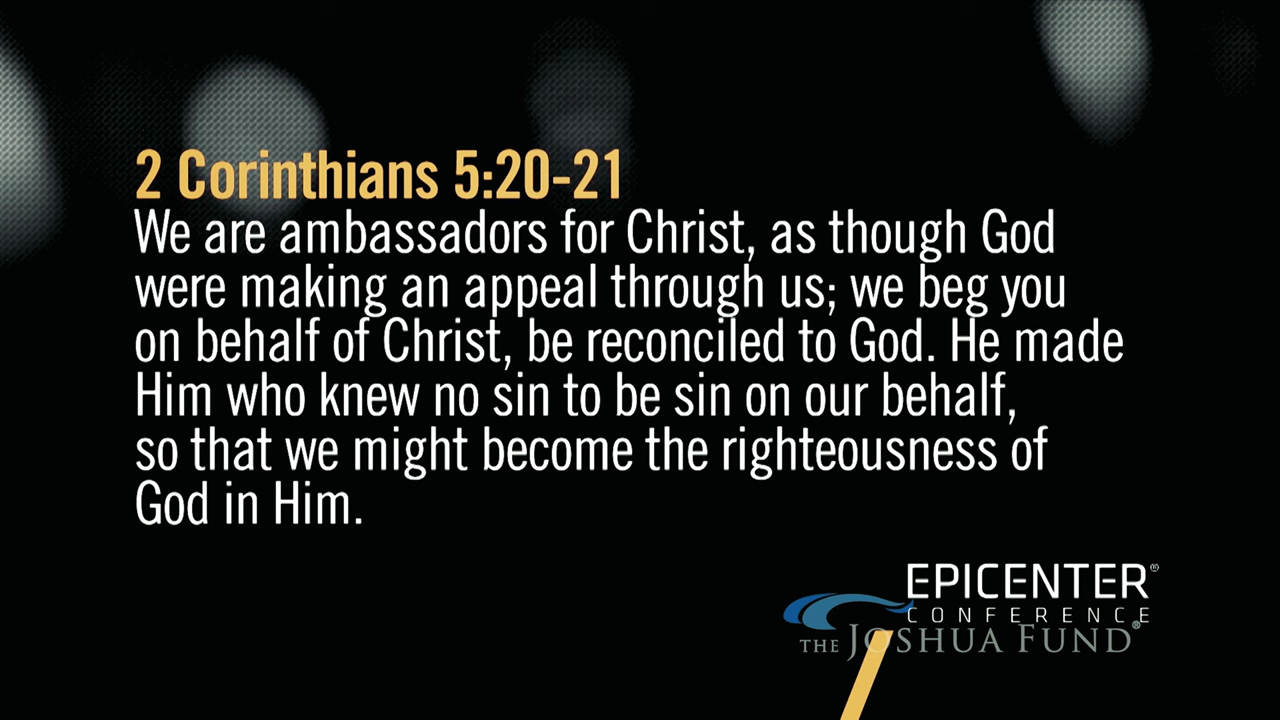 2 Corinthians 5:20-21
We are ambassadors for Christ, as though God
were making an appeal through us; we beg you
on behalf of Christ, be reconciled to God. He made
Him who knew no sin to be sin on our behalf,
so that we might become the righteousness of
God in Him.
EPICENTER®
CONFERENCE
THE JOSHUA FUND®